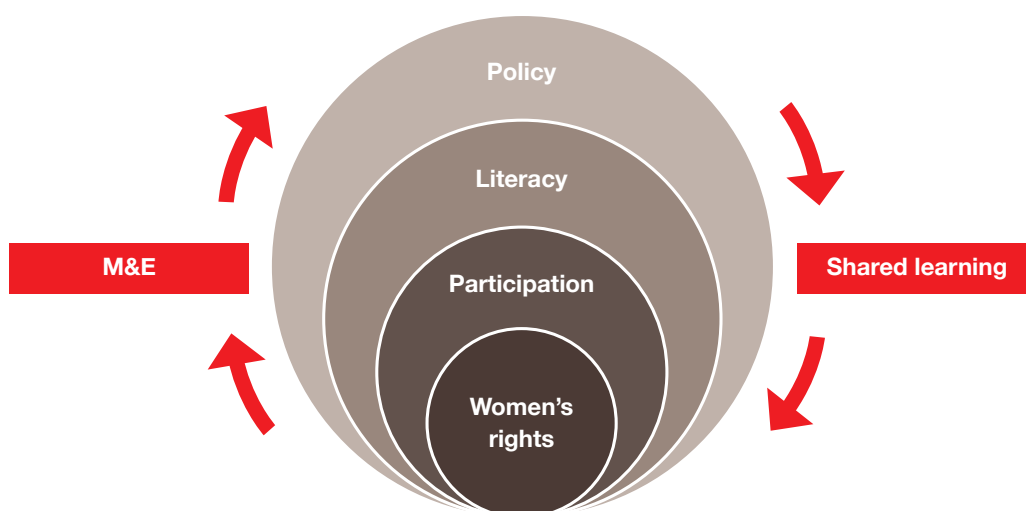 Policy
Literacy
M&E
Shared learning
Participation
Women’s
rights